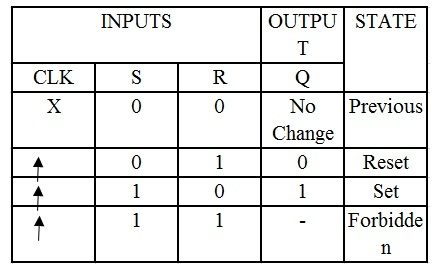 INPUTS OUTPU STATE
T
CLK S R Q
X 0 0 No Previous
Change
0 1 0 Reset
1 0 1 Set
1 1 - Forbidde
n